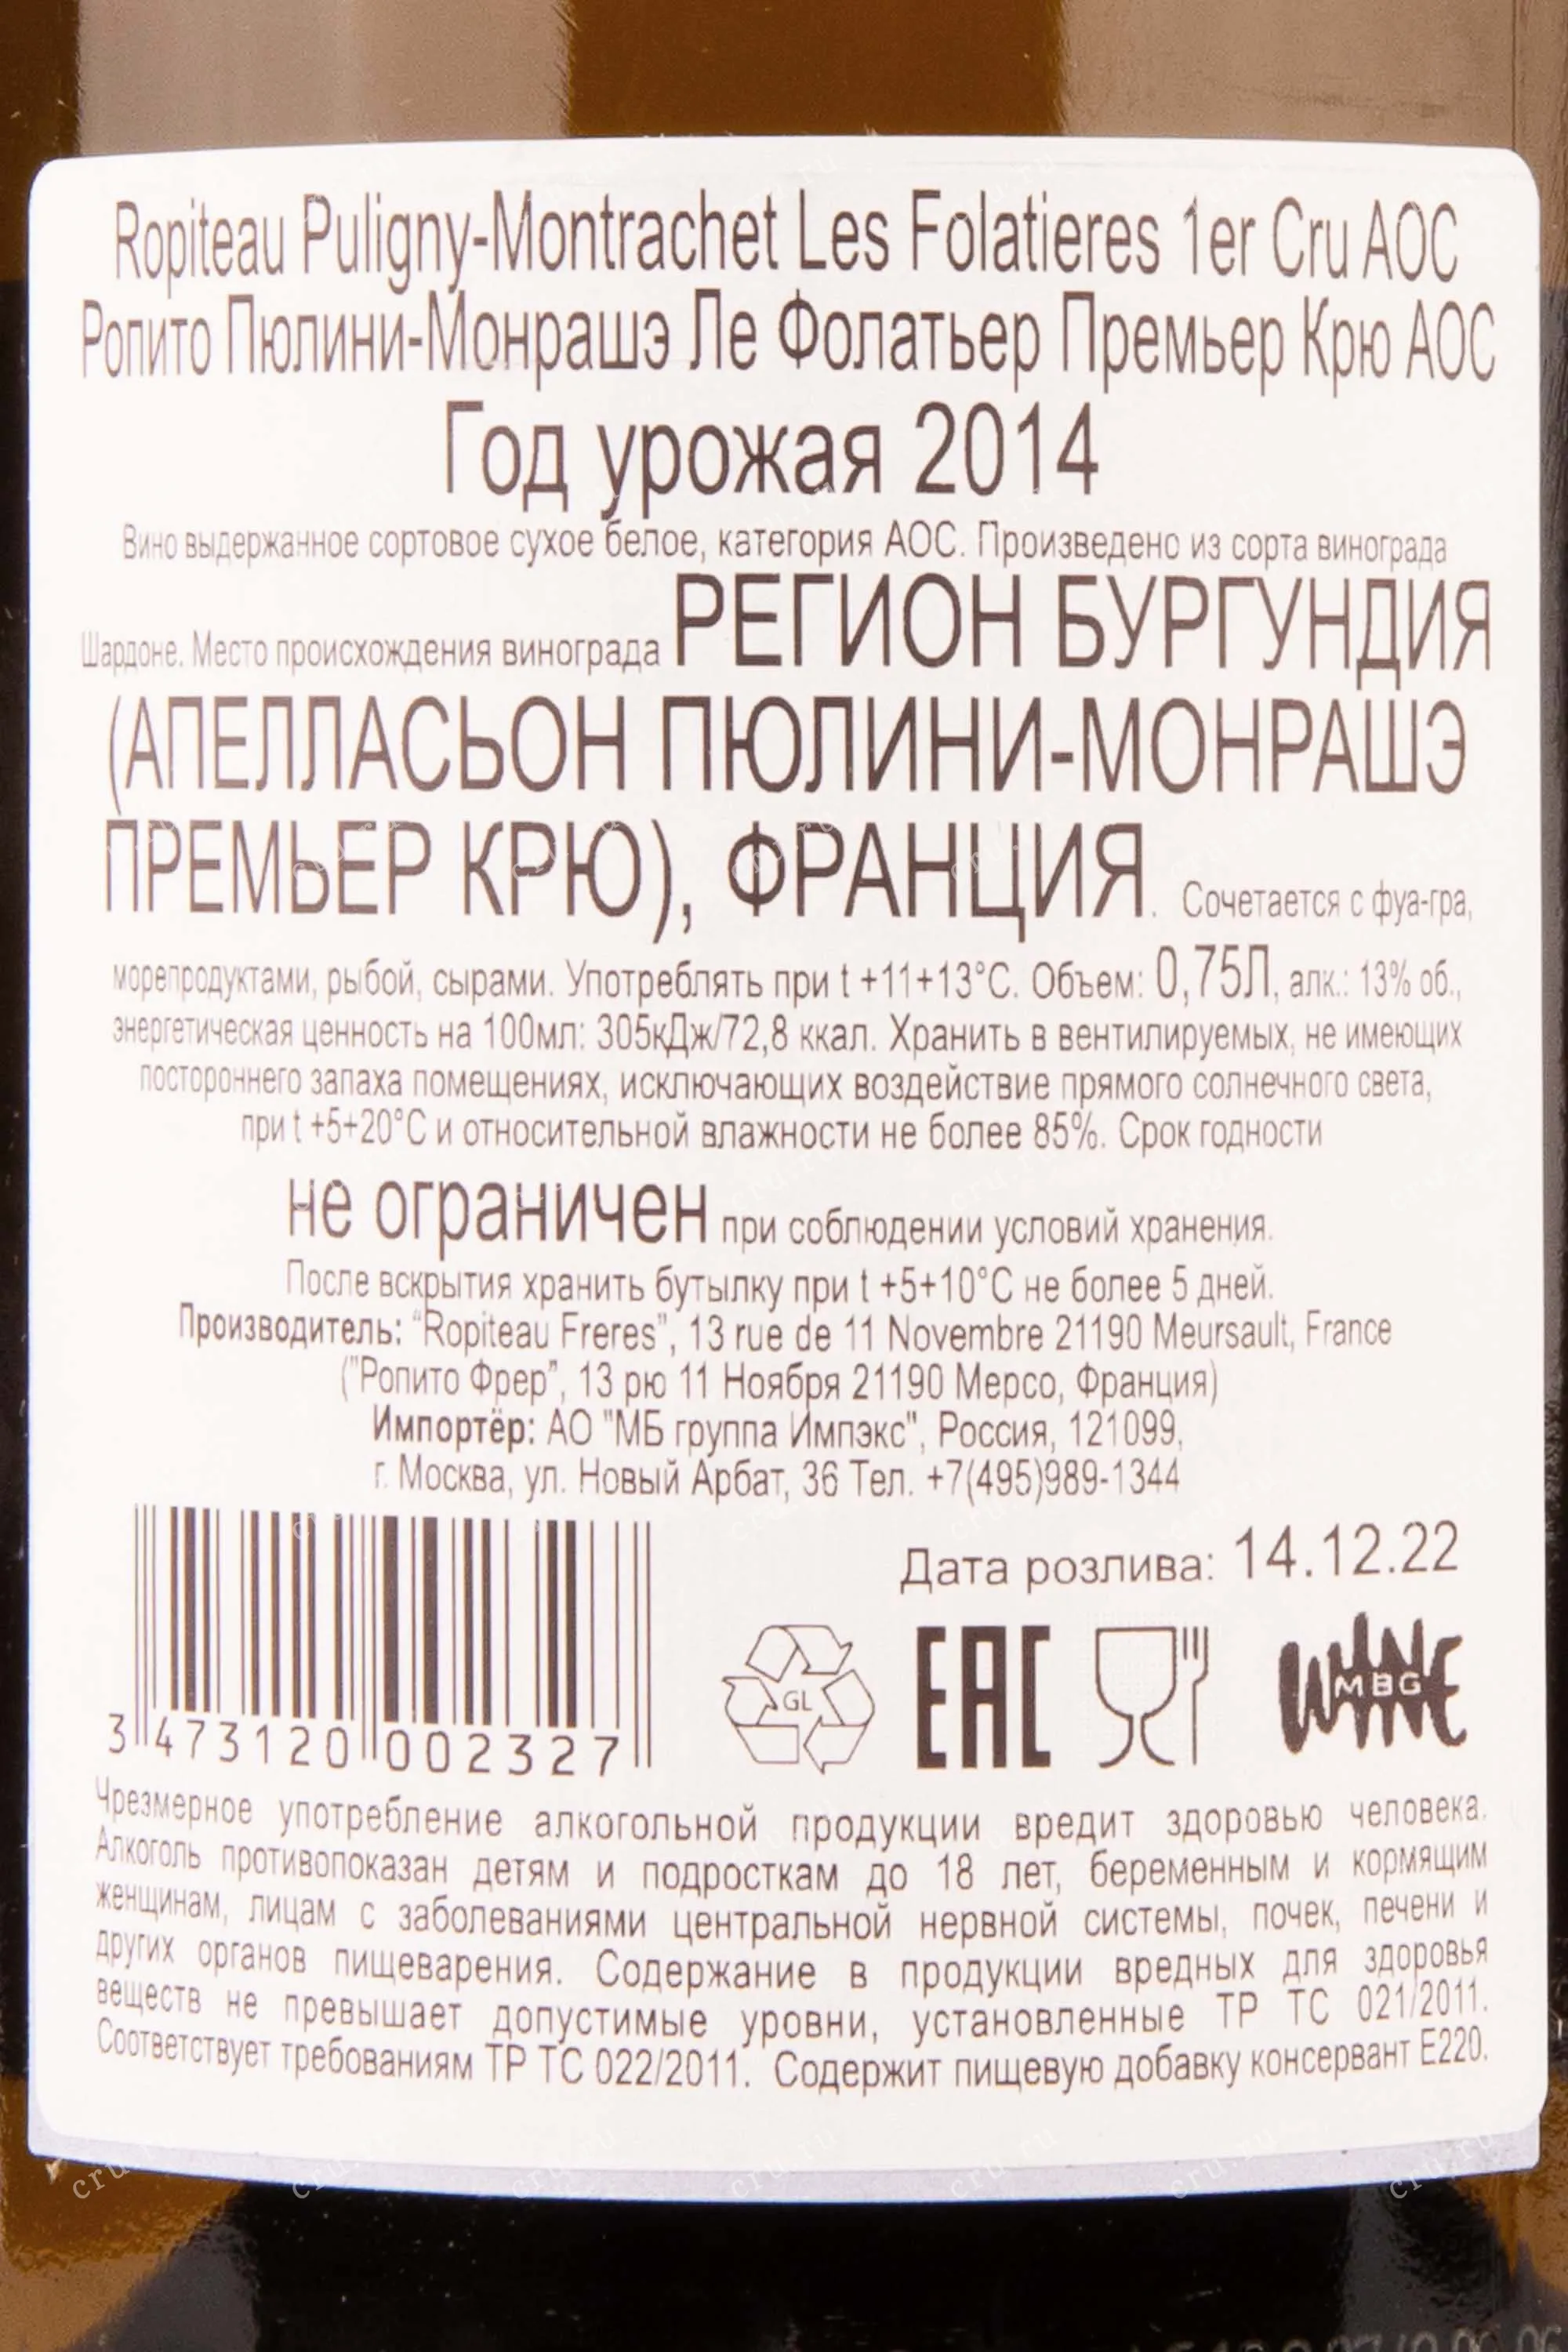 Ropiteau Puligny-Montrachet Les Folatieres 1er Cru AOC
Ропито Пюлини-Монрашэ Ле Фолатьер Премьер Крю АОС
Год урожая 2014
Вино выдержанное сортовое сухое белое, категория АОС. Произведено из сорта винограда
Шардоне. Место происхождения винограда РЕГИОН БУРГУНДИЯ
(АПЕЛЛАСЬОН ПЮЛИНИ-МОНРАШЭ
ПРЕМЬЕР КРЮ), ФРАНЦИЯ. Сочетается с фуа-гра,
морепродуктами, рыбой, сырами. Употреблять при t +11+13°C. Объем: 0,75Л, алк.: 13% об.,
энергетическая ценность на 100мл: 305кДж/72,8 ккал. Хранить в вентилируемых, не имеющих
постороннего запаха помещениях, исключающих воздействие прямого солнечного света,
при t +5+20°C и относительной влажности не более 85%. Срок годности
не ограничен при соблюдении условий хранения.
После вскрытия хранить бутылку при t +5+10°C не более 5 дней.
Производитель: "Ropiteau Freres", 13 rue de 11 Novembre 21190 Meursault, France
("Ропито Фрер", 13 рю 11 Ноября 21190 Мерсо, Франция)
Импортёр: АО "МБ группа Импэкс", Россия, 121099,
г. Москва, ул. Новый Арбат, 36 Тел. +7(495)989-1344
Дата розлива: 14.12.22
3 473120 002327
GL
EAC
WINE
MBG
Чрезмерное употребление алкогольной продукции вредит здоровью человека.
Алкоголь противопоказан детям и подросткам до 18 лет, беременным и кормящим
женщинам, лицам с заболеваниями центральной нервной системы, почек, печени и
других органов пищеварения. Содержание в продукции вредных для здоровья
веществ не превышает допустимые уровни, установленные ТР ТС 021/2011.
Соответствует требованиям ТР ТС 022/2011. Содержит пищевую добавку консервант Е220.